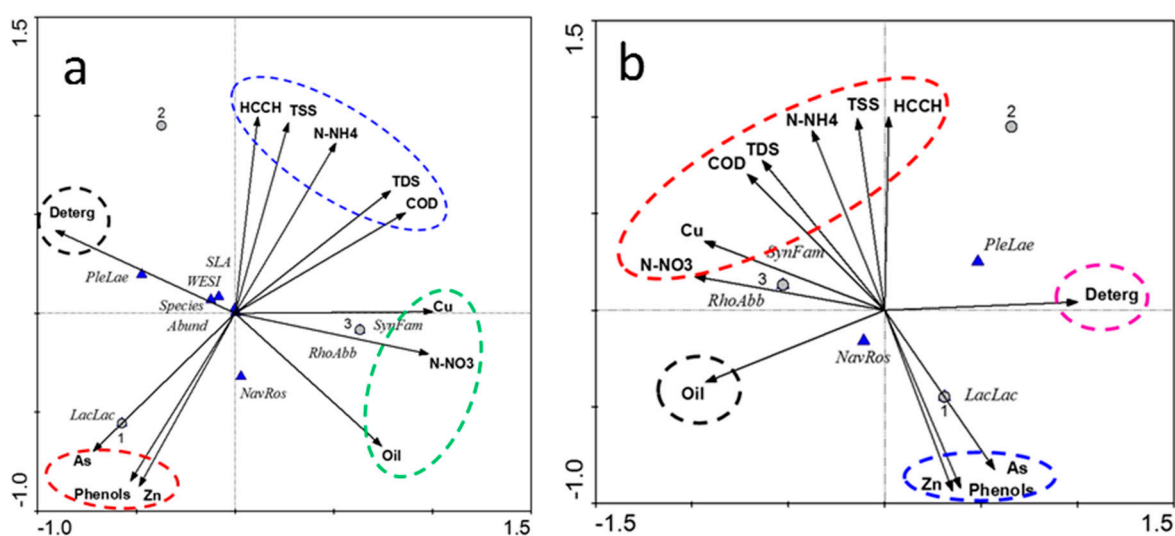 a
1.5
2
HCCH
TSS
N-NH4
TDS
COD
Deterg
PleLae
SLA
WESI
Species
Abund
Cu
3
SynFam
RhoAbb
N-NO3
NavRos
LacLac
1
As
Oil
Phenols
Zn
-1.0
-1.0
1.5
b
1.5
2
HCCH
TSS
N-NH4
TDS
COD
Cu
SynFam
N-NO3
3
RhoAbb
PleLae
Deterg
NavRos
Oil
LacLac
1
As
Zn
Phenols
-1.0
-1.5
1.5